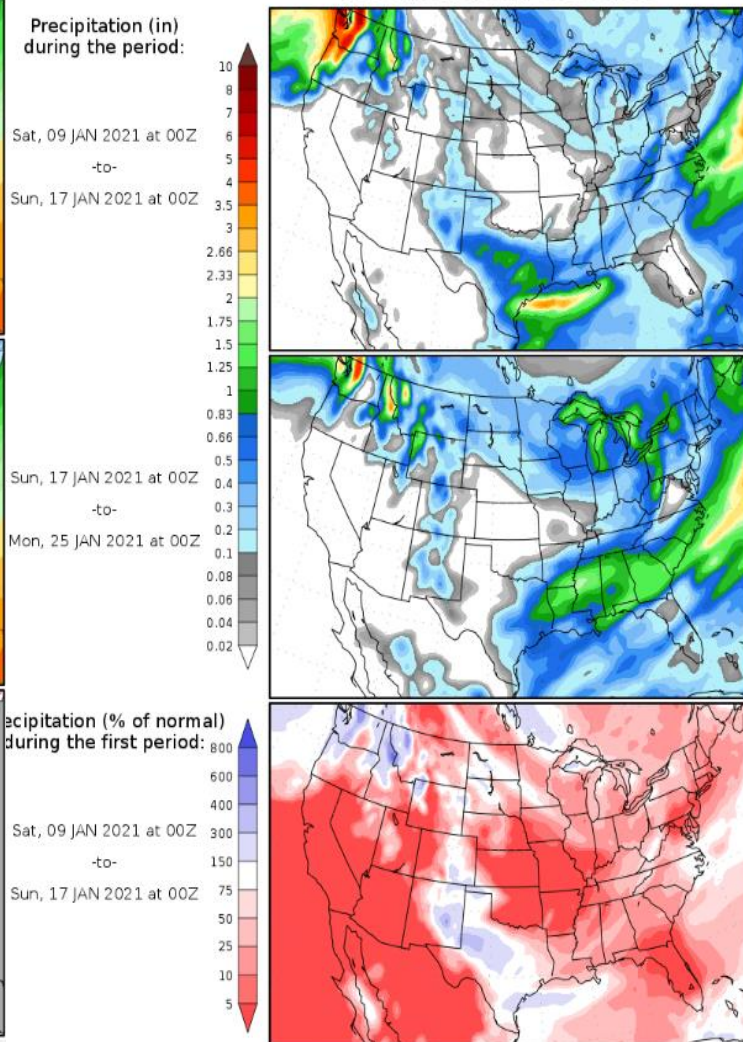 Precipitation (in)
during the period:
Sat, 09 JAN 2021 at 00Z
-to-
Sun, 17 JAN 2021 at 00Z
10
8
7
6
5
4
3.5
3
2.66
2.33
2
1.75
1.5
1.25
1
0.83
0.66
0.5
0.4
0.3
0.2
0.1
0.08
0.06
0.04
0.02
Sun, 17 JAN 2021 at 00Z
-to-
Mon, 25 JAN 2021 at 00Z
ecipitation (% of normal)
during the first period:
Sat, 09 JAN 2021 at 00Z
-to-
Sun, 17 JAN 2021 at 00Z
800
600
400
300
150
75
50
25
10
5